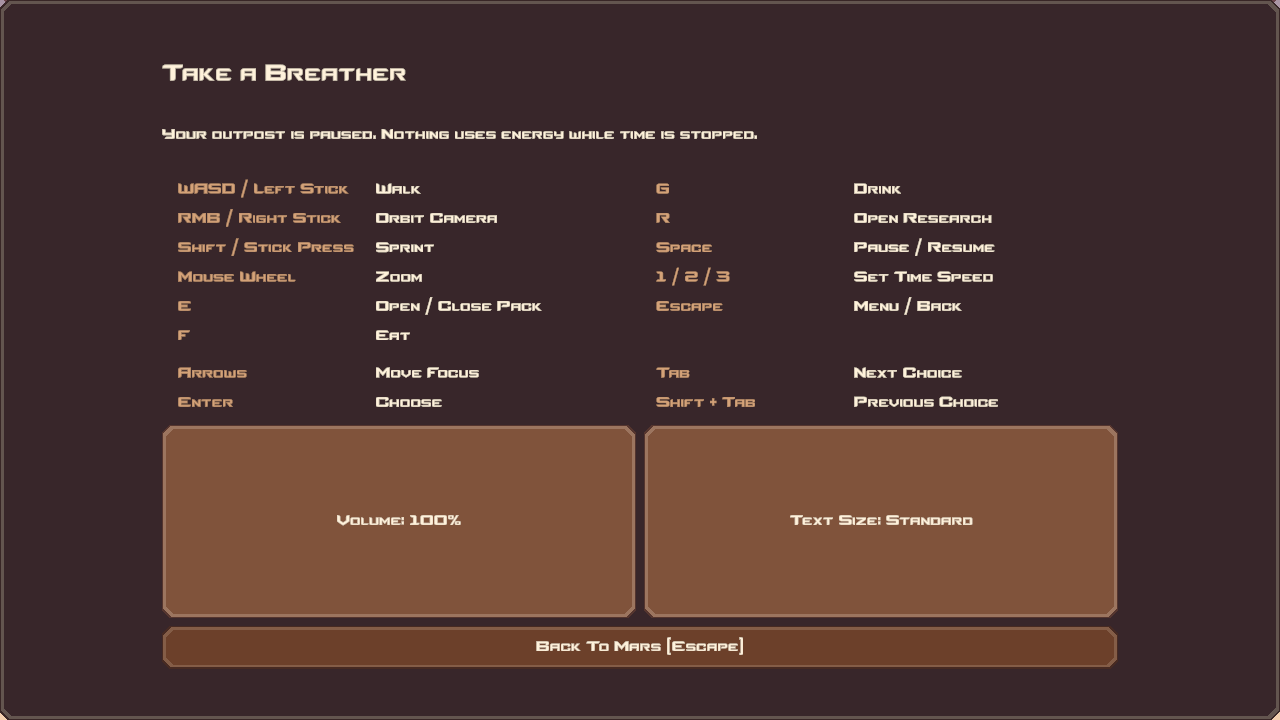 Take a Breather
Your outpost is paused. Nothing uses energy while time is stopped.
WASD / Left Stick Walk G Drink
RMB / Right Stick Orbit Camera R Open Research
Shift / Stick Press Sprint Space Pause / Resume
Mouse Wheel Zoom 1 / 2 / 3 Set Time Speed
E Open / Close Pack Escape Menu / Back
F Eat
Arrows Move Focus Tab Next Choice
Enter Choose Shift + Tab Previous Choice
Volume: 100% Text Size: Standard
Back To Mars [Escape]